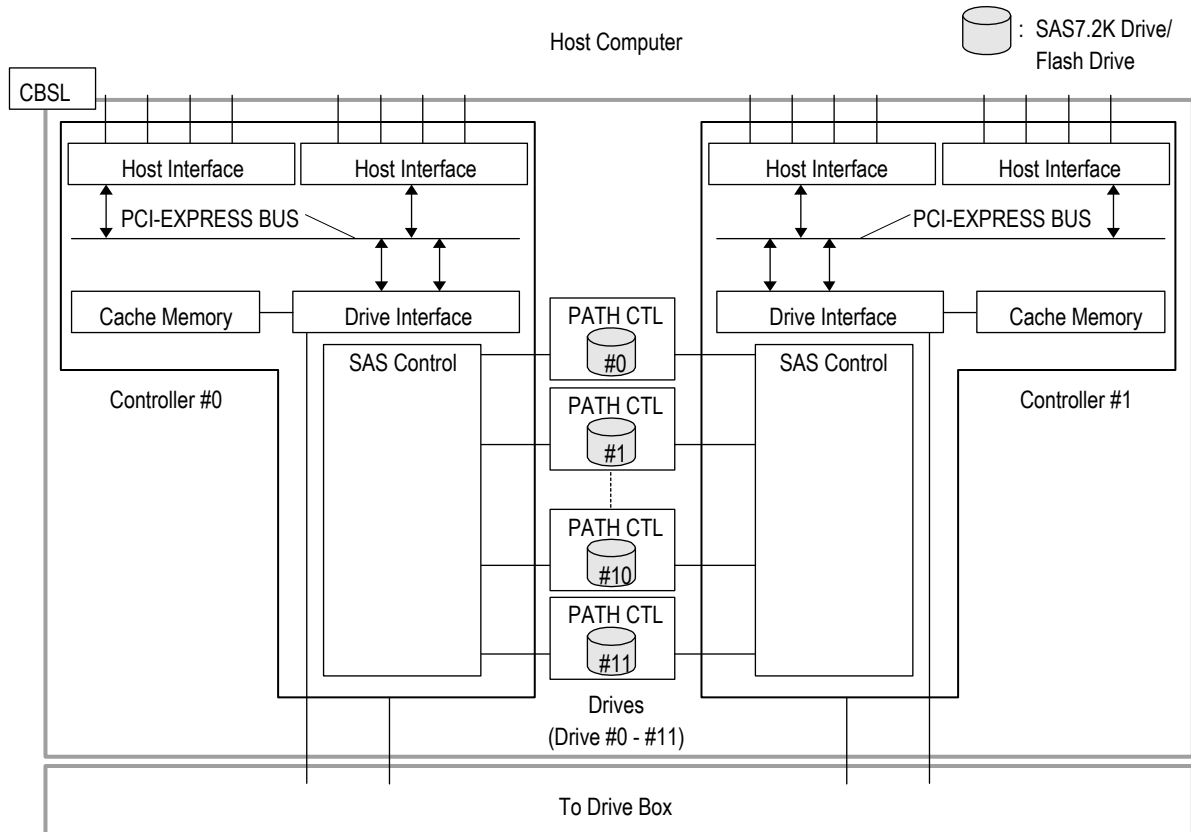 Host Computer
: SAS7.2K Drive/
Flash Drive
CBSL
Host Interface
Host Interface
Host Interface
Host Interface
PCI-EXPRESS BUS
PCI-EXPRESS BUS
Cache Memory
Drive Interface
PATH CTL
#0
Drive Interface
Cache Memory
SAS Control
SAS Control
Controller #0
PATH CTL
#1
Controller #1
PATH CTL
#10
PATH CTL
#11
Drives
(Drive #0 - #11)
To Drive Box